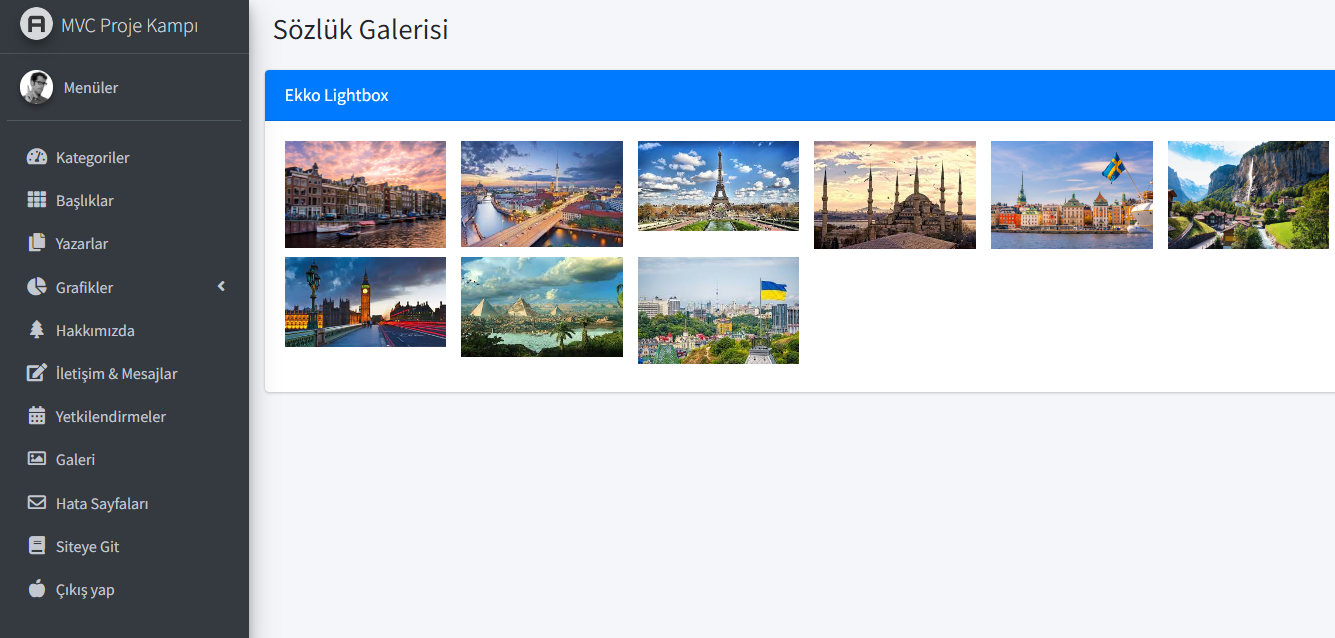 MVC Proje Kampı
Menüler
Kategoriler
Başlıklar
Yazarlar
Grafikler
Hakkımızda
İletişim & Mesajlar
Yetkilendirmeler
Galeri
Hata Sayfaları
Siteye Git
Çıkış yap
Sözlük Galerisi
Ekko Lightbox